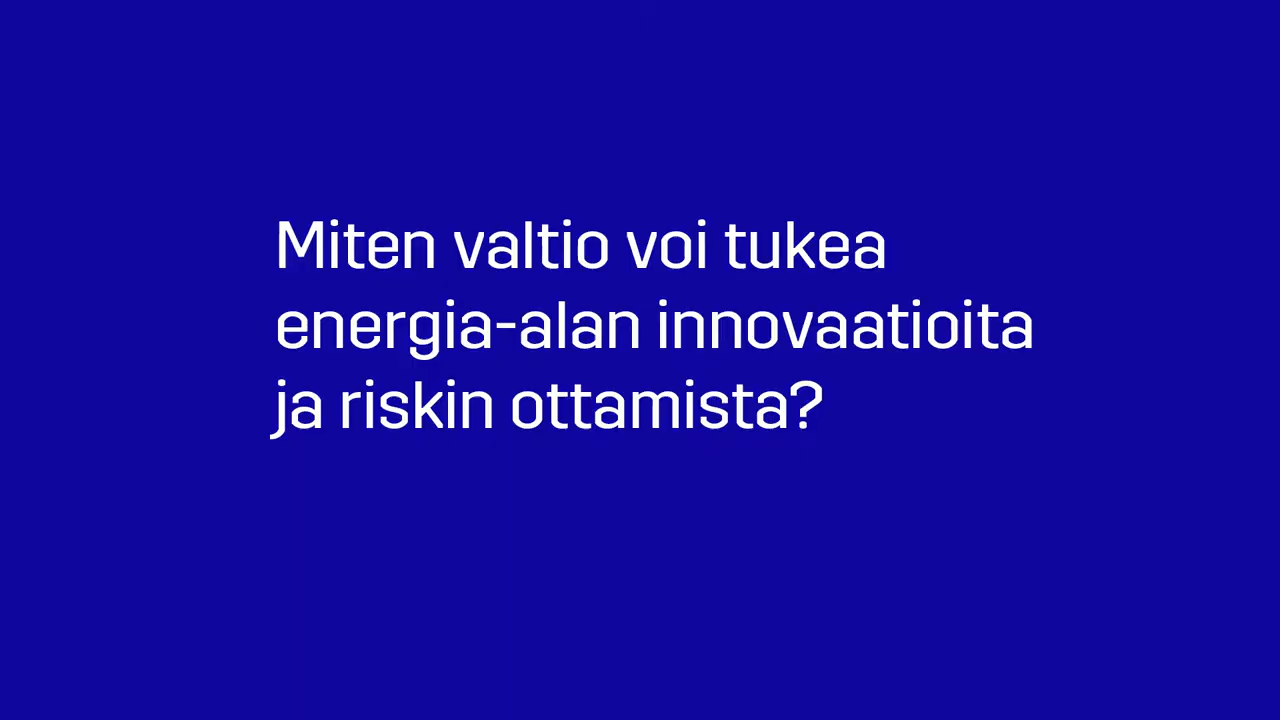 Miten valtio voi tukea
energia-alan innovaatioita
ja riskin ottamista?